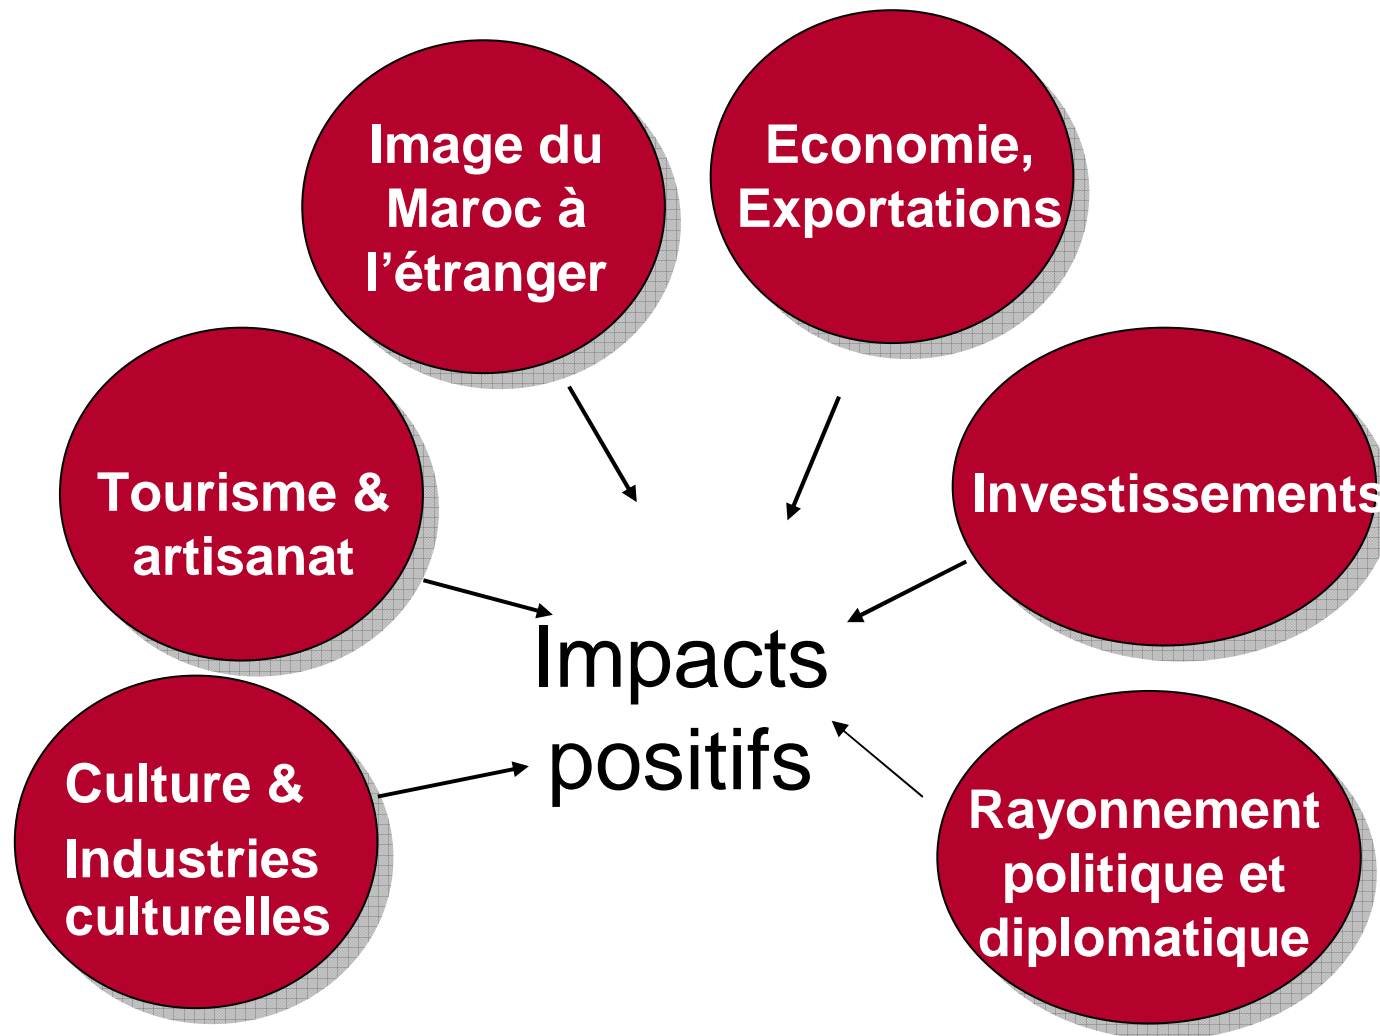 Image du
Maroc à
l’étranger
Economie,
Exportations
Tourisme &
artisanat
Investissements
Impacts
positifs
Culture &
Industries
culturelles
Rayonnement
politique et
diplomatique